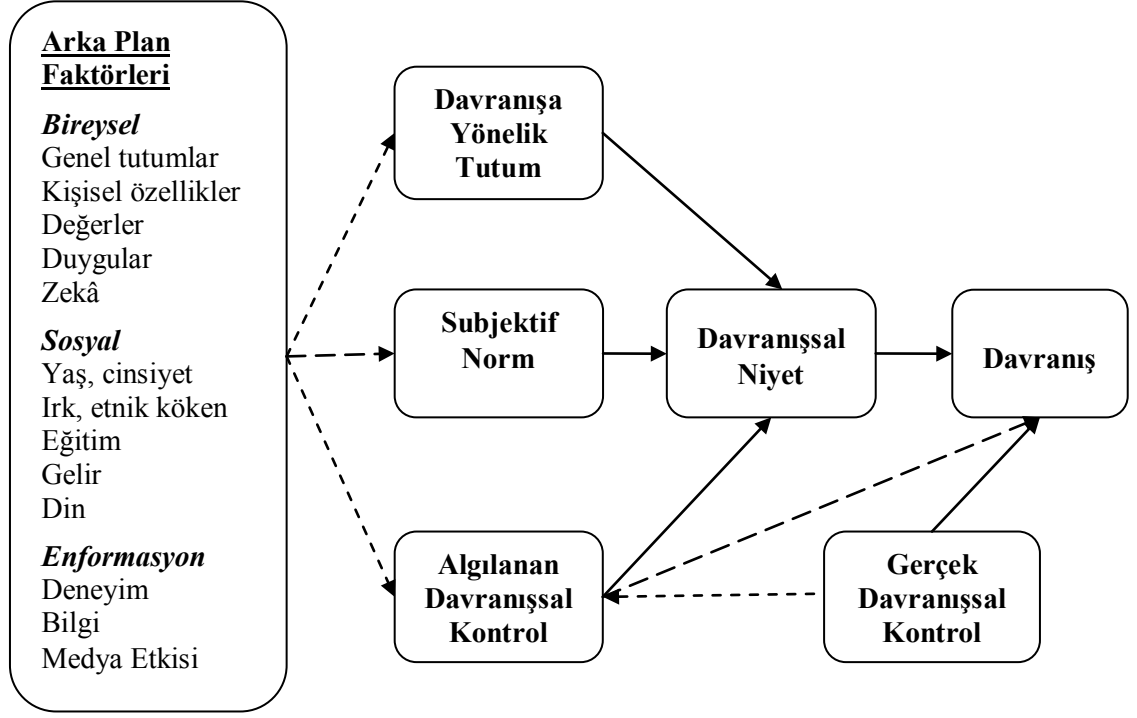 Arka Plan
Faktörleri
Bireysel
Genel tutumlar
Kişisel özellikler
Değerler
Duygular
Zekâ
Sosyal
Yaş, cinsiyet
Irk, etnik köken
Eğitim
Gelir
Din
Enformasyon
Deneyim
Bilgi
Medya Etkisi
Davranışa
Yönelik
Tutum
Subjektif
Norm
Algılanan
Davranışsal
Kontrol
Davranışsal
Niyet
Davranış
Gerçek
Davranışsal
Kontrol